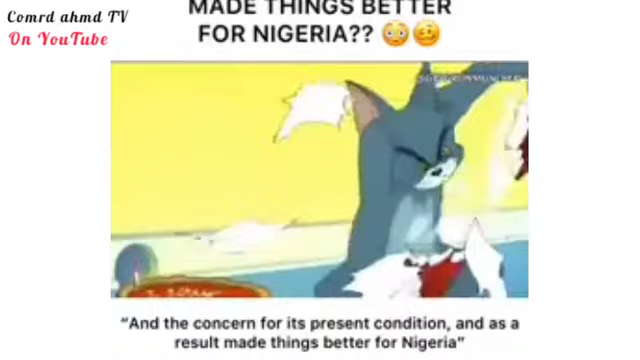 Comrd ahmd TV
On YouTube
MADE THINGS BETTER
FOR NIGERIA?? 😳🥴
"And the concern for its present condition, and as a
result made things better for Nigeria"